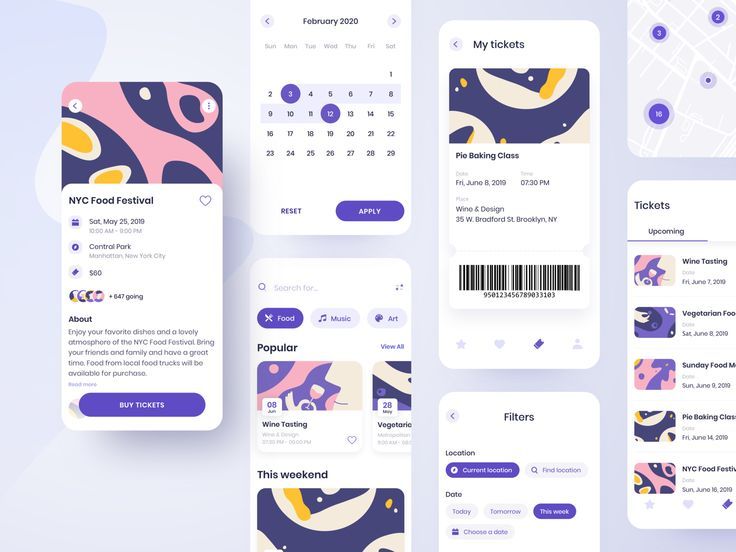 NYC Food Festival
Sat, May 25, 2019
10:00 AM - 9:00 PM
Central Park
Manhattan, New York City
$60
+ 647 going
About
Enjoy your favorite dishes and a lovely
atmosphere of the NYC Food Festival. Bring
your friends and family and have a great
time. Food from local food trucks will be
available for purchase.
Read more
BUY TICKETS
February 2020
Sun Mon Tue Wed Thu Fri Sat
1
2 3 4 5 6 7 8
9 10 11 12 13 14 15
16 17 18 19 20 21 22
23 24 25 26 27 28 29
RESET
APPLY
Search for...
Food
Music
Art
Popular
View All
08
Jun
Wine Tasting
Wine & Design
07:30 PM - 09:00 PM
28
May
Vegetarian
Metropolitan
9:00 AM - 08
This weekend
My tickets
Pie Baking Class
Date
Time
Fri, June 8, 2019
07:30 PM
Place
Wine & Design
35 W. Bradford St. Brooklyn, NY
950123456789033103
Filters
Location
Current location
Find location
Date
Today
Tomorrow
This week
Choose a date
2
3
16
Tickets
Upcoming
Wine Tasting
Date
Fri, June 7, 2019
Vegetarian Foo
Date
Sat, June 8, 2019
Sunday Food M
Date
Sun, June 9, 2019
Pie Baking Class
Date
Fri, June 14, 2019
NYC Food Festiv
Date
Sun, June 16, 2019